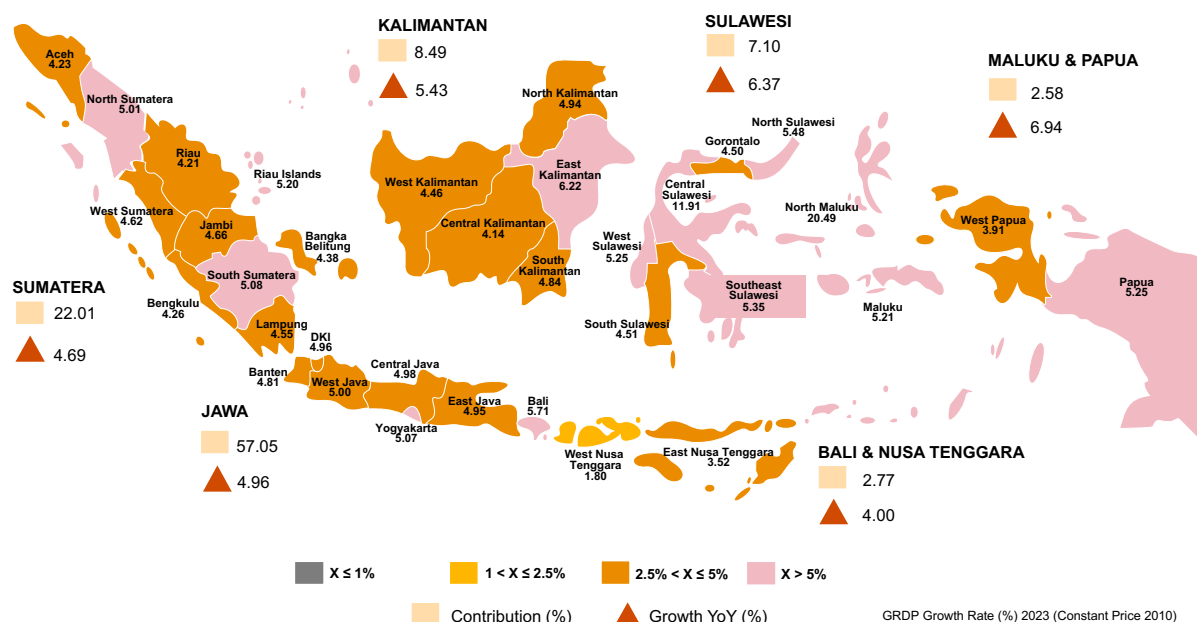 KALIMANTAN
8.49
5.43
SULAWESI
7.10
6.37
MALUKU & PAPUA
2.58
6.94
Aceh
4.23
North Sumatera
5.01
Riau
4.21
Riau Islands
5.20
West Sumatera
4.62
Jambi
4.66
Bangka
Belitung
4.38
South Sumatera
5.08
Bengkulu
4.26
Lampung
4.55
SUMATERA
22.01
4.69
North Kalimantan
4.94
West Kalimantan
4.46
East
Kalimantan
6.22
Central Kalimantan
4.14
South
Kalimantan
4.84
North Sulawesi
5.48
Gorontalo
4.50
Central
Sulawesi
11.91
West
Sulawesi
5.25
Southeast
Sulawesi
5.35
South Sulawesi
4.51
North Maluku
20.49
Maluku
5.21
West Papua
3.91
Papua
5.25
DKI
4.96
Banten
4.81
West Java
5.00
Central Java
4.98
Yogyakarta
5.07
East Java
4.95
Bali
5.71
West Nusa
Tenggara
1.80
East Nusa Tenggara
3.52
JAWA
57.05
4.96
BALI & NUSA TENGGARA
2.77
4.00
X ≤ 1%
1 < X ≤ 2.5%
2.5% < X ≤ 5%
X > 5%
Contribution (%)
Growth YoY (%)
GRDP Growth Rate (%) 2023 (Constant Price 2010)